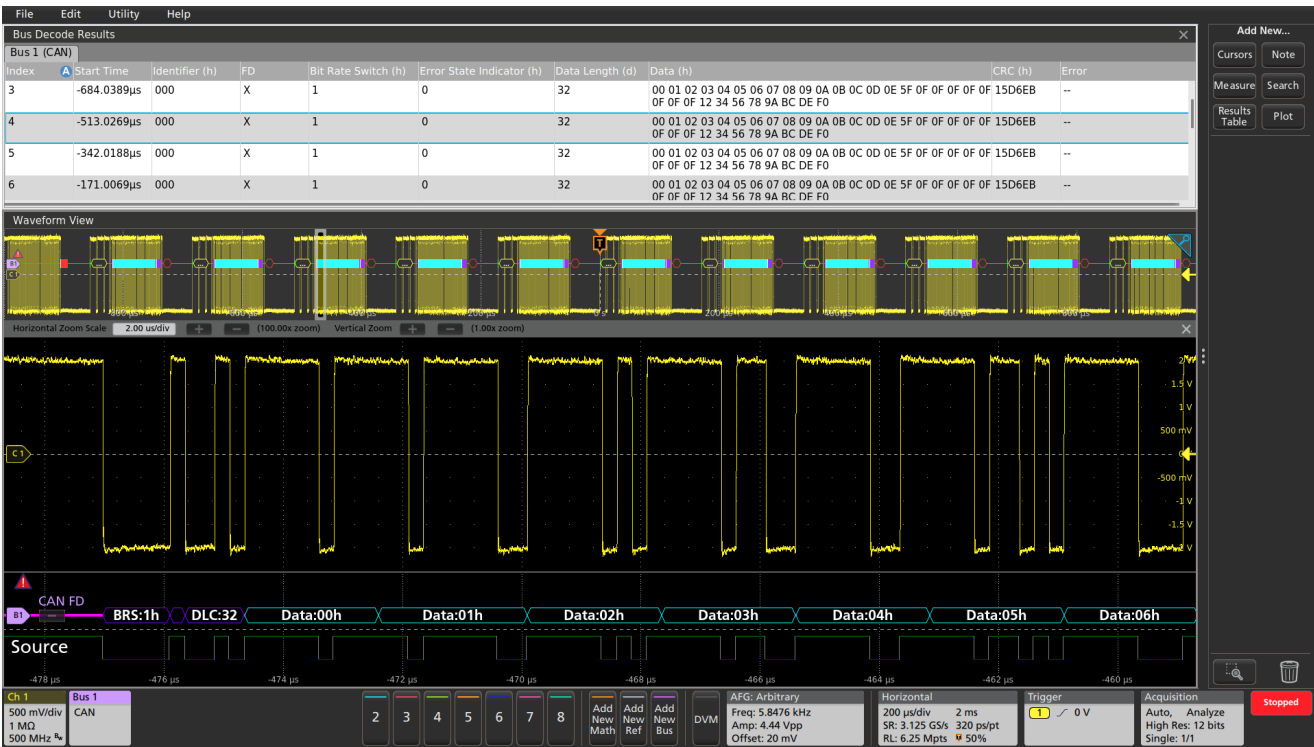 File Edit Utility Help
Bus Decode Results
Bus 1 (CAN)
Index A Start Time Identifier (h) FD Bit Rate Switch (h) Error State Indicator (h) Data Length (d) Data (h) CRC (h) Error
3 -684.0389µs 000 X 1 0 32 00 01 02 03 04 05 06 07 08 09 0A 0B 0C 0D 0E 5F 0F 0F 0F 0F 0F 15D6EB --
0F 0F 0F 12 34 56 78 9A BC DE F0
4 -513.0269µs 000 X 1 0 32 00 01 02 03 04 05 06 07 08 09 0A 0B 0C 0D 0E 5F 0F 0F 0F 0F 0F 15D6EB --
0F 0F 0F 12 34 56 78 9A BC DE F0
5 -342.0188µs 000 X 1 0 32 00 01 02 03 04 05 06 07 08 09 0A 0B 0C 0D 0E 5F 0F 0F 0F 0F 0F 15D6EB --
0F 0F 0F 12 34 56 78 9A BC DE F0
6 -171.0069µs 000 X 1 0 32 00 01 02 03 04 05 06 07 08 09 0A 0B 0C 0D 0E 5F 0F 0F 0F 0F 0F 15D6EB --
0F 0F 0F 12 34 56 78 9A BC DE F0
Waveform View
T
B1
C1
0 s 200 µs
Horizontal Zoom Scale 2.00 us/div + − (100.00x zoom) Vertical Zoom + − (1.00x zoom)
1.5 V
1 V
500 mV
C 1
-500 mV
-1 V
-1.5 V
CAN FD
B1 BRS:1h DLC:32 Data:00h Data:01h Data:02h Data:03h Data:04h Data:05h Data:06h
Source
-478 µs -476 µs -474 µs -472 µs -470 µs -468 µs -466 µs -464 µs -462 µs -460 µs
Ch 1
500 mV/div
1 MΩ
500 MHz Bw
Bus 1
CAN
2 3 4 5 6 7 8
Add New Math
Add New Ref
Add New Bus
DVM
AFG: Arbitrary
Freq: 5.8476 kHz
Amp: 4.44 Vpp
Offset: 20 mV
Horizontal
200 µs/div 2 ms
SR: 3.125 GS/s 320 ps/pt
RL: 6.25 Mpts 50%
Trigger
1 0 V
Acquisition
Auto, Analyze
High Res: 12 bits
Single: 1/1
Stopped
Add New...
Cursors Note
Measure Search
Results Table
Plot